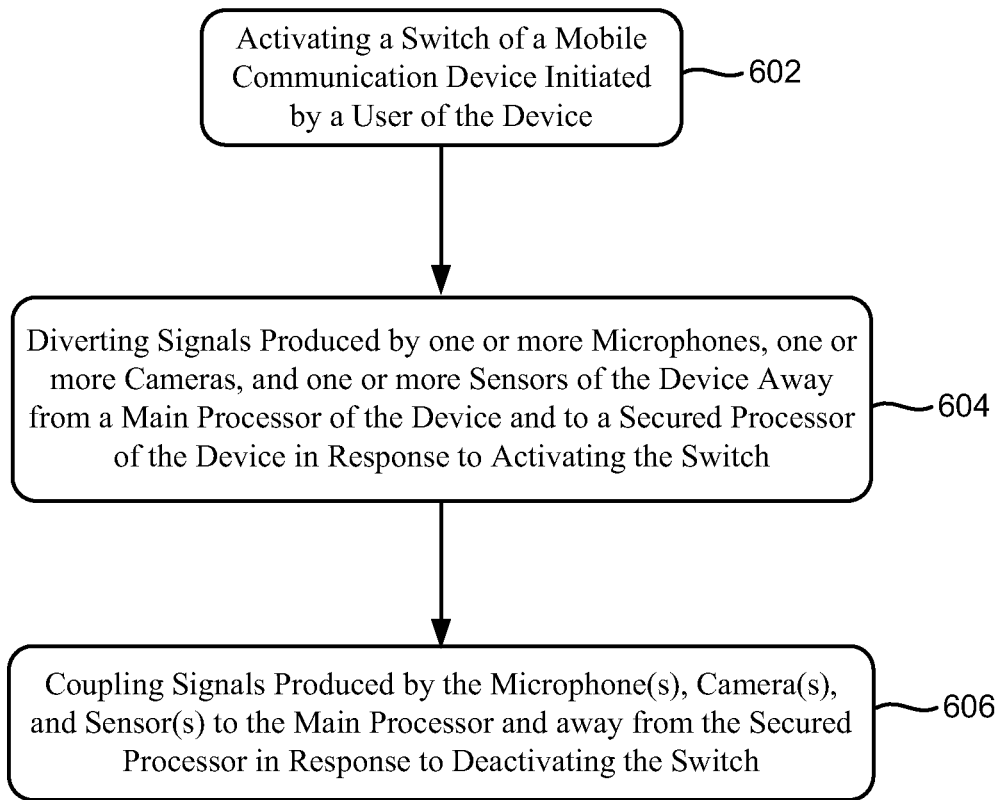 Activating a Switch of a Mobile
Communication Device Initiated
by a User of the Device
602
Diverting Signals Produced by one or more Microphones, one or
more Cameras, and one or more Sensors of the Device Away
from a Main Processor of the Device and to a Secured Processor
of the Device in Response to Activating the Switch
604
Coupling Signals Produced by the Microphone(s), Camera(s),
and Sensor(s) to the Main Processor and away from the Secured
Processor in Response to Deactivating the Switch
606